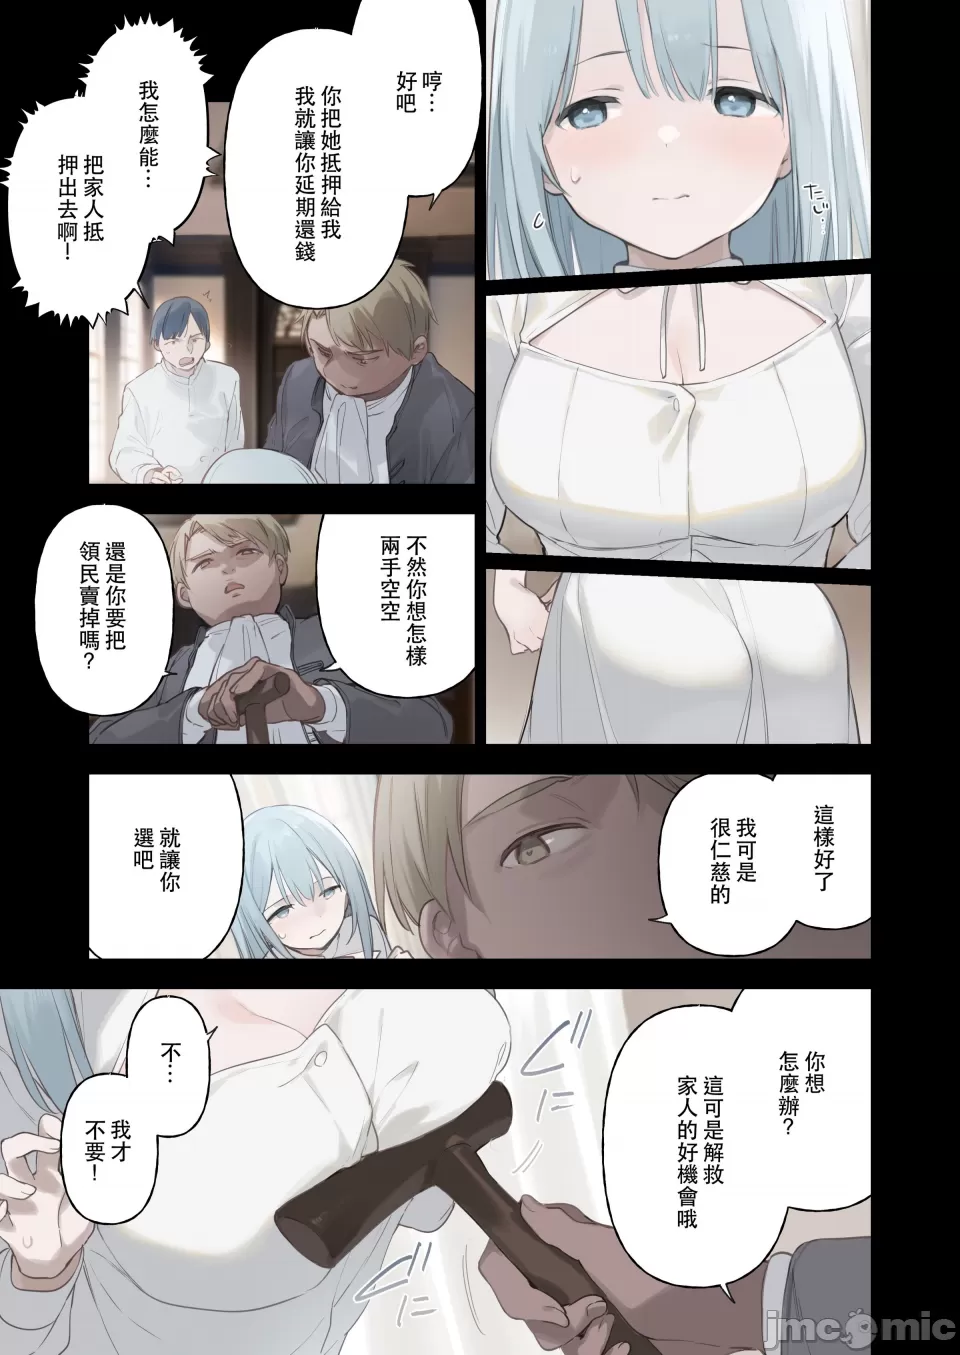 たじ…
哼…
好吧
你把她抵押給我
我就讓你延期還錢
我怎麼能…
把家人抵
押出去啊！
不然你想怎樣
兩手空空
還是你要把
領民賣掉嗎？
這樣好了
我可是
很仁慈的
就讓你
選吧
你想
怎麼辦？
這可是解救
家人的好機會哦
不…
我才
不要！
jmcomic